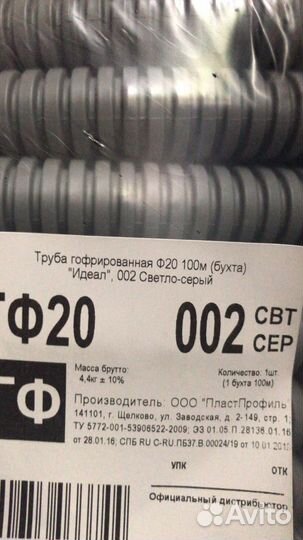 Труба гофрированная Ф20 100м (бухта)
"Идеал", 002 Светло-серый
ТФ20 002 СВТ
СЕР
ГФ
Масса брутто:
4,4кг ± 10%
Количество: 1шт.
(1 бухта 100м)
Производитель: ООО "ПластПрофиль"
141101, г. Щелково, ул. Заводская, д. 2-149, стр. 1;
ТУ 5772-001-53906522-2009; ЭЗ 01.05.П.28136.01.16
от 28.01.16; СПБ RU C-RU.ПБ37.В.00024/19 от 10.01.2019
УПК ОТК
Официальный дистрибьютор
Avito